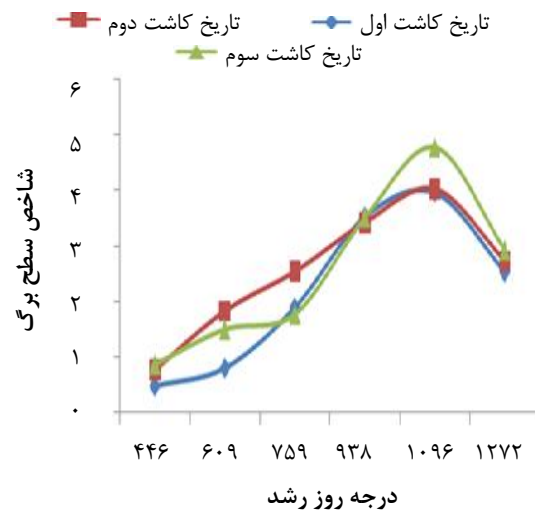 تاریخ کاشت اول تاریخ کاشت دوم
تاریخ کاشت سوم
۶
۵
۴
۳
۲
۱
۰
شاخص سطح برگ
۴۴۶ ۶۰۹ ۷۵۹ ۹۳۸ ۱۰۹۶ ۱۲۷۲
درجه روز رشد